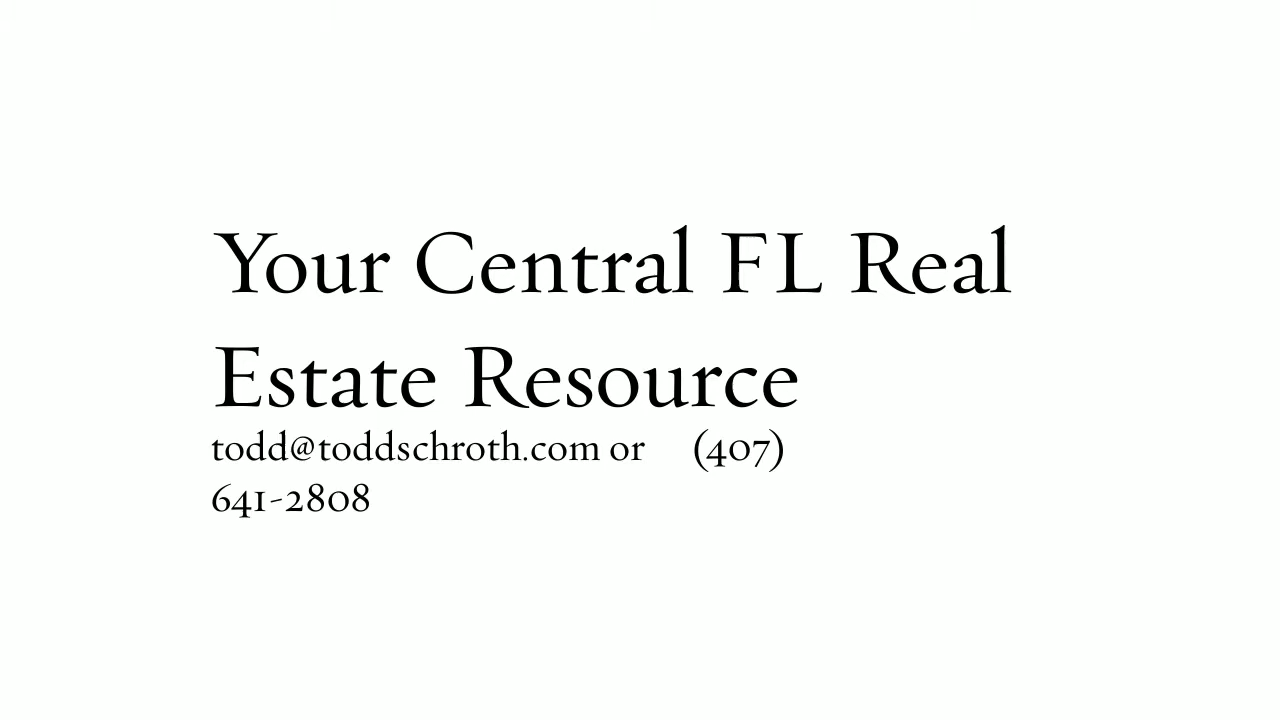 Your Central FL Real
Estate Resource
todd@toddschroth.com or (407)
641-2808